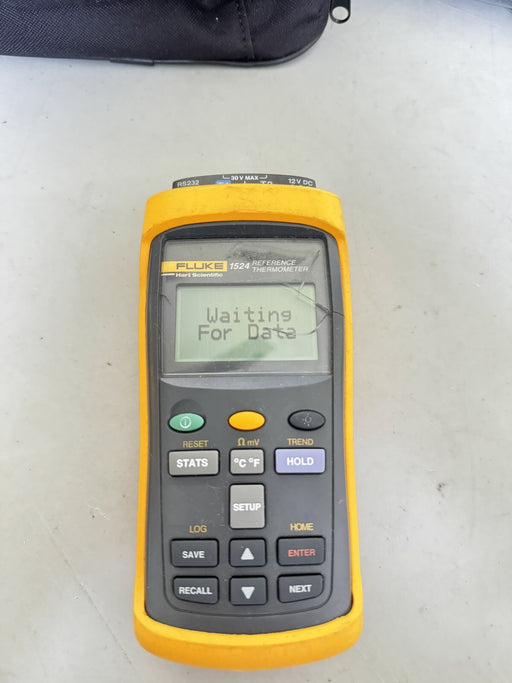 RS232 30 V MAX 12 V DC
FLUKE 1524 REFERENCE
THERMOMETER
Hart Scientific
Waiting
For Data
RESET Ω mV TREND
STATS °C °F HOLD
SETUP
LOG HOME
SAVE ENTER
RECALL NEXT